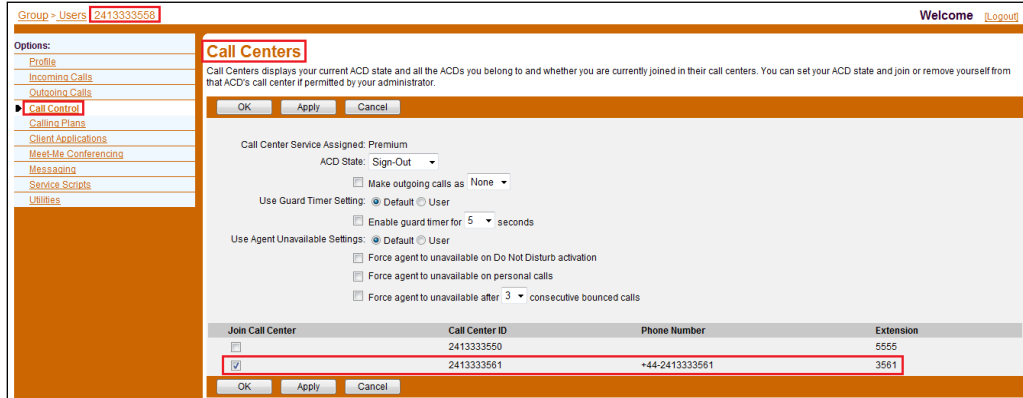 Group > Users 2413333558 Welcome [Logout]
Options:
Profile
Incoming Calls
Outgoing Calls
Call Control
Calling Plans
Client Applications
Meet-Me Conferencing
Messaging
Service Scripts
Utilities
Call Centers
Call Centers displays your current ACD state and all the ACDs you belong to and whether you are currently joined in their call centers. You can set your ACD state and join or remove yourself from
that ACD's call center if permitted by your administrator.
OK Apply Cancel
Call Center Service Assigned: Premium
ACD State: Sign-Out
Make outgoing calls as None
Use Guard Timer Setting: Default User
Enable guard timer for 5 seconds
Use Agent Unavailable Settings: Default User
Force agent to unavailable on Do Not Disturb activation
Force agent to unavailable on personal calls
Force agent to unavailable after 3 consecutive bounced calls
Join Call Center Call Center ID Phone Number Extension
2413333550 5555
2413333561 +44-2413333561 3561
OK Apply Cancel